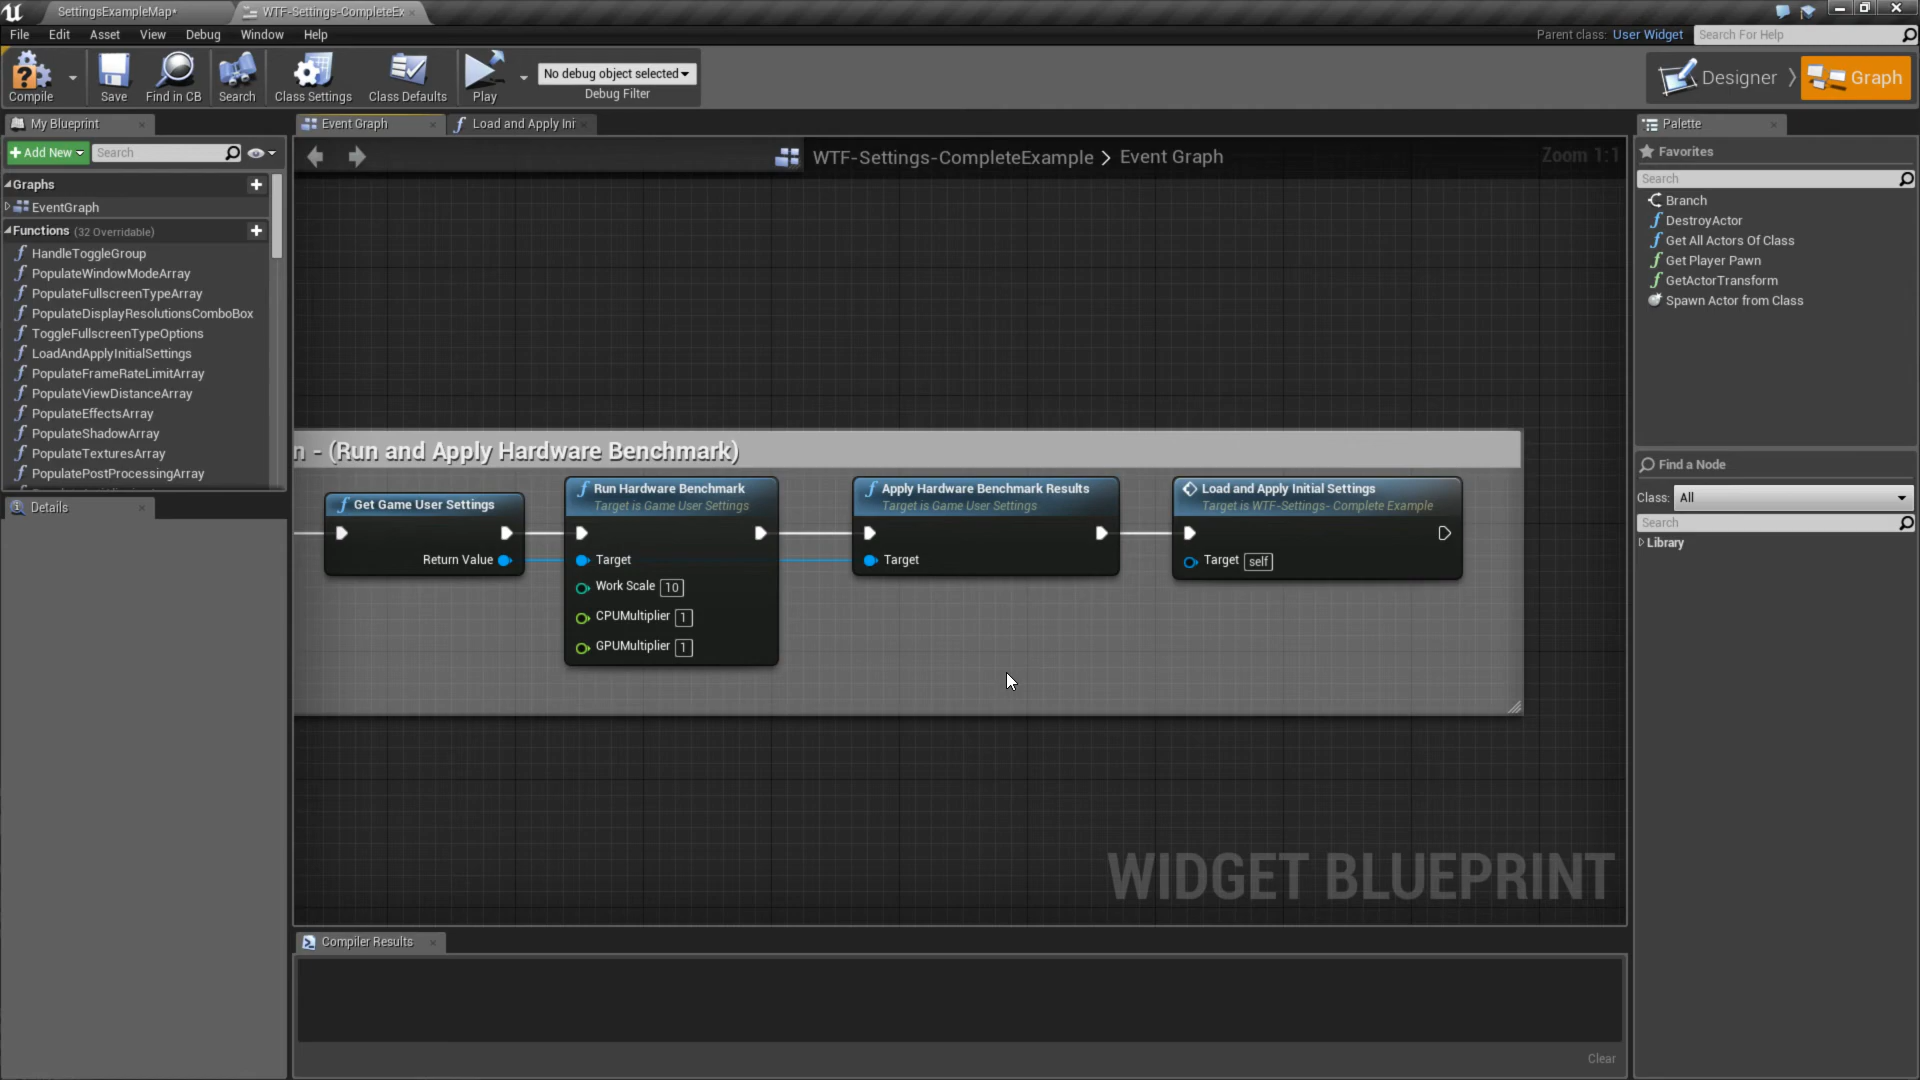 SettingsExampleMap*
WTF-Settings-CompleteEx
File Edit Asset View Debug Window Help
Parent class: User Widget
Search For Help
Compile
Save
Find in CB
Search
Class Settings
Class Defaults
Play
No debug object selected
Debug Filter
Designer
Graph
My Blueprint
Add New
Search
Graphs
EventGraph
Functions (32 Overridable)
HandleToggleGroup
PopulateWindowModeArray
PopulateFullscreenTypeArray
PopulateDisplayResolutionsComboBox
ToggleFullscreenTypeOptions
LoadAndApplyInitialSettings
PopulateFrameRateLimitArray
PopulateViewDistanceArray
PopulateEffectsArray
PopulateShadowArray
PopulateTexturesArray
PopulatePostProcessingArray
Details
Event Graph
Load and Apply Ini
WTF-Settings-CompleteExample > Event Graph
Zoom 1:1
n - (Run and Apply Hardware Benchmark)
Get Game User Settings
Return Value
Run Hardware Benchmark
Target is Game User Settings
Target
Work Scale 10
CPUMultiplier 1
GPUMultiplier 1
Apply Hardware Benchmark Results
Target is Game User Settings
Target
Load and Apply Initial Settings
Target is WTF-Settings- Complete Example
Target self
WIDGET BLUEPRINT
Compiler Results
Clear
Palette
Favorites
Search
Branch
DestroyActor
Get All Actors Of Class
Get Player Pawn
GetActorTransform
Spawn Actor from Class
Find a Node
Class: All
Search
Library